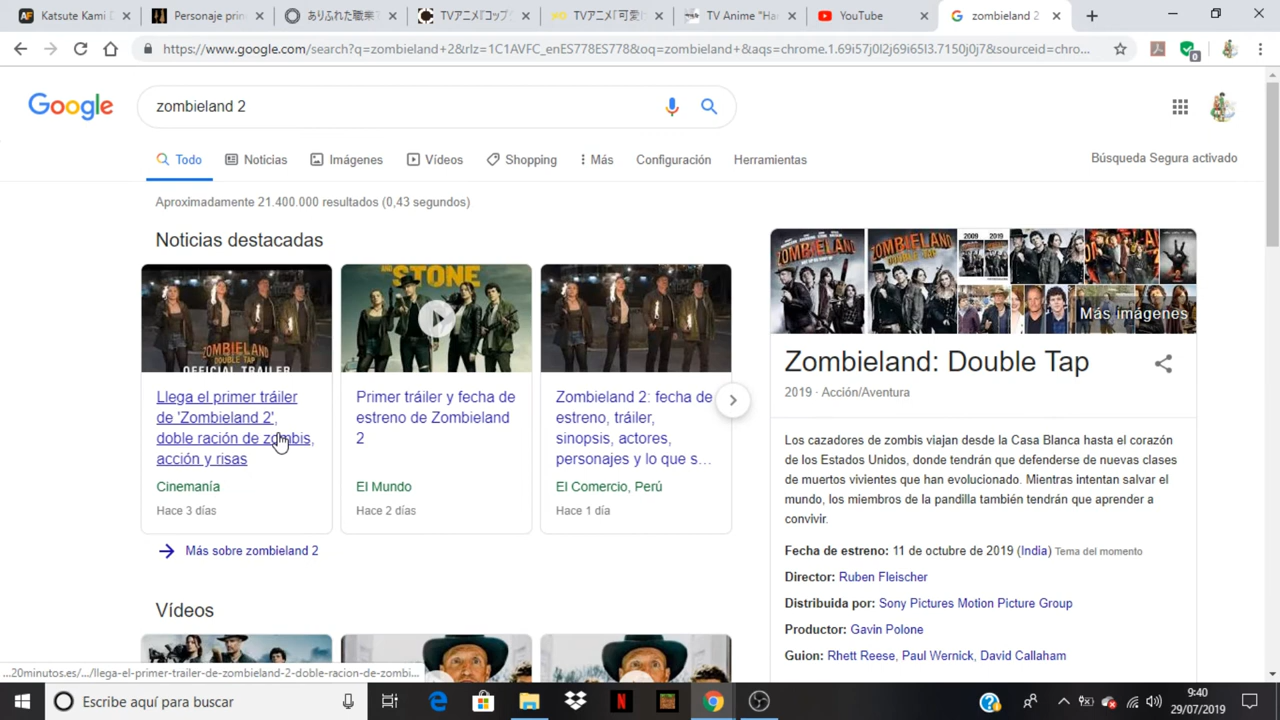 Katsute Kami D
Personaje prin
ありふれた職業
TVアニメ『コップク
TVアニメ「可愛い
TV Anime "Har
YouTube
zombieland 2
https://www.google.com/search?q=zombieland+2&rlz=1C1AVFC_enES778ES778&oq=zombieland+&aqs=chrome.1.69i57j0l2j69i65l3.7150j0j7&sourceid=chro...
0
Google
zombieland 2
Todo
Noticias
Imágenes
Vídeos
Shopping
Más
Configuración
Herramientas
Búsqueda Segura activado
Aproximadamente 21.400.000 resultados (0,43 segundos)
Noticias destacadas
ZOMBIELAND
DOUBLE TAP
OFFICIAL TRAILER
Llega el primer tráiler
de 'Zombieland 2',
doble ración de zombis,
acción y risas
Cinemanía
Hace 3 días
AND
STONE
Primer tráiler y fecha de
estreno de Zombieland
2
El Mundo
Hace 2 días
Zombieland 2: fecha de
estreno, tráiler,
sinopsis, actores,
personajes y lo que s...
El Comercio, Perú
Hace 1 día
Más sobre zombieland 2
Vídeos
ZOMBIELAND
ZOMBIELAND
2009 2019
Más imágenes
Zombieland: Double Tap
2019 · Acción/Aventura
Los cazadores de zombis viajan desde la Casa Blanca hasta el corazón
de los Estados Unidos, donde tendrán que defenderse de nuevas clases
de muertos vivientes que han evolucionado. Mientras intentan salvar el
mundo, los miembros de la pandilla también tendrán que aprender a
convivir.
Fecha de estreno: 11 de octubre de 2019 (India) Tema del momento
Director: Ruben Fleischer
Distribuida por: Sony Pictures Motion Picture Group
Productor: Gavin Polone
Guion: Rhett Reese, Paul Wernick, David Callaham
...20minutos.es/.../llega-el-primer-trailer-de-zombieland-2-doble-racion-de-zombi...
Escribe aquí para buscar
9:40
29/07/2019